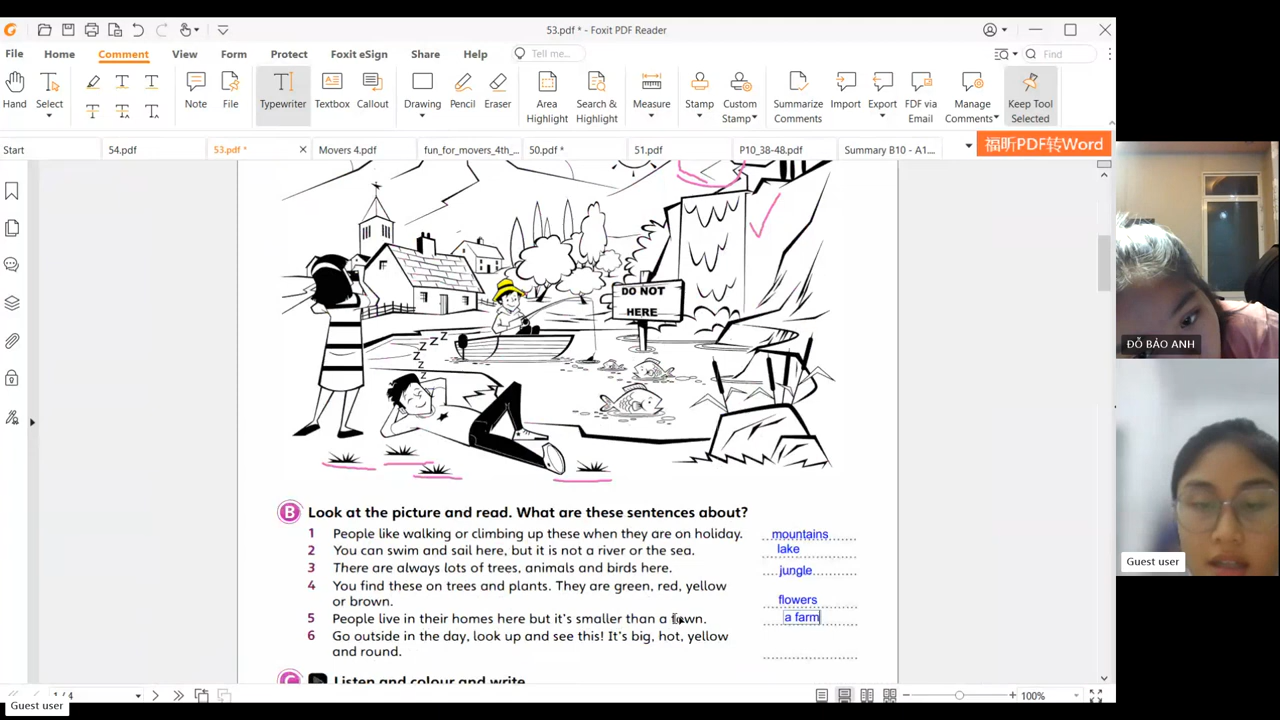 53.pdf * - Foxit PDF Reader
File Home Comment View Form Protect Foxit eSign Share Help Tell me... Find
Hand Select Note File Typewriter Textbox Callout Drawing Pencil Eraser Area Highlight Search & Highlight Measure Stamp Custom Stamp Summarize Comments Import Export FDF via Email Manage Comments Keep Tool Selected
Start 54.pdf 53.pdf * Movers 4.pdf fun_for_movers_4th_... 50.pdf * 51.pdf P10_38-48.pdf Summary B10 - A1.... 福昕PDF转Word
DO NOT
HERE
z z z z z z
ĐỖ BẢO ANH
B Look at the picture and read. What are these sentences about?
1 People like walking or climbing up these when they are on holiday. mountains
2 You can swim and sail here, but it is not a river or the sea. lake
3 There are always lots of trees, animals and birds here. jungle
4 You find these on trees and plants. They are green, red, yellow
or brown. flowers
5 People live in their homes here but it's smaller than a town. a farm
6 Go outside in the day, look up and see this! It's big, hot, yellow
and round.
C Listen and colour and write
Guest user
1 / 4 100%
Guest user